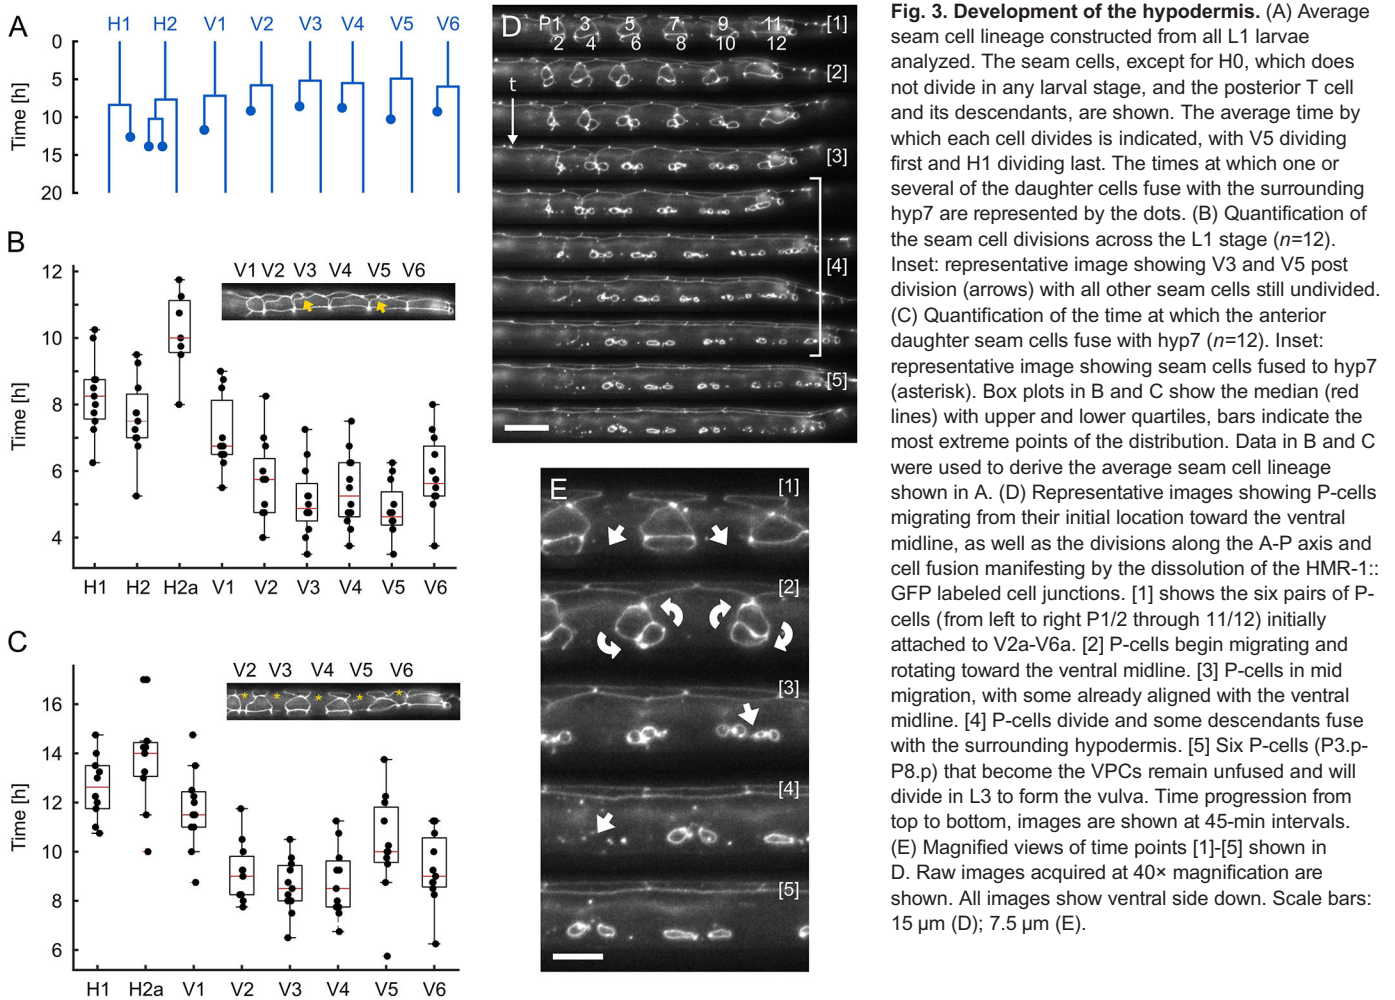 A
H1 H2 V1 V2 V3 V4 V5 V6
0
5
10
15
20
Time [h]
B
V1 V2 V3 V4 V5 V6
12
10
8
6
4
Time [h]
H1 H2 H2a V1 V2 V3 V4 V5 V6
C
V2 V3 V4 V5 V6
* * * * *
16
14
12
10
8
6
Time [h]
H1 H2a V1 V2 V3 V4 V5 V6
D
P1 3 5 7 9 11 [1]
2 4 6 8 10 12
[2]
t
[3]
[4]
[5]
E
[1]
[2]
[3]
[4]
[5]
Fig. 3. Development of the hypodermis. (A) Average
seam cell lineage constructed from all L1 larvae
analyzed. The seam cells, except for H0, which does
not divide in any larval stage, and the posterior T cell
and its descendants, are shown. The average time by
which each cell divides is indicated, with V5 dividing
first and H1 dividing last. The times at which one or
several of the daughter cells fuse with the surrounding
hyp7 are represented by the dots. (B) Quantification of
the seam cell divisions across the L1 stage (n=12).
Inset: representative image showing V3 and V5 post
division (arrows) with all other seam cells still undivided.
(C) Quantification of the time at which the anterior
daughter seam cells fuse with hyp7 (n=12). Inset:
representative image showing seam cells fused to hyp7
(asterisk). Box plots in B and C show the median (red
lines) with upper and lower quartiles, bars indicate the
most extreme points of the distribution. Data in B and C
were used to derive the average seam cell lineage
shown in A. (D) Representative images showing P-cells
migrating from their initial location toward the ventral
midline, as well as the divisions along the A-P axis and
cell fusion manifesting by the dissolution of the HMR-1::
GFP labeled cell junctions. [1] shows the six pairs of P-
cells (from left to right P1/2 through 11/12) initially
attached to V2a-V6a. [2] P-cells begin migrating and
rotating toward the ventral midline. [3] P-cells in mid
migration, with some already aligned with the ventral
midline. [4] P-cells divide and some descendants fuse
with the surrounding hypodermis. [5] Six P-cells (P3.p-
P8.p) that become the VPCs remain unfused and will
divide in L3 to form the vulva. Time progression from
top to bottom, images are shown at 45-min intervals.
(E) Magnified views of time points [1]-[5] shown in
D. Raw images acquired at 40× magnification are
shown. All images show ventral side down. Scale bars:
15 µm (D); 7.5 µm (E).